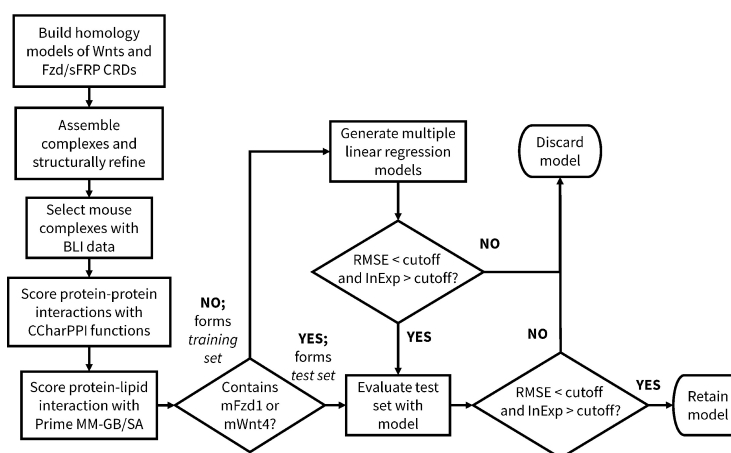 Build homology
models of Wnts and
Fzd/sFRP CRDs
Assemble
complexes and
structurally refine
Select mouse
complexes with
BLI data
Score protein-protein
interactions with
CCharPPI functions
Score protein-lipid
interaction with
Prime MM-GB/SA
Contains
mFzd1 or
mWnt4?
NO;
forms
training
set
YES;
forms
test set
Generate multiple
linear regression
models
RMSE < cutoff
and InExp > cutoff?
NO
YES
Evaluate test
set with
model
RMSE < cutoff
and InExp > cutoff?
NO
YES
Discard
model
Retain
model